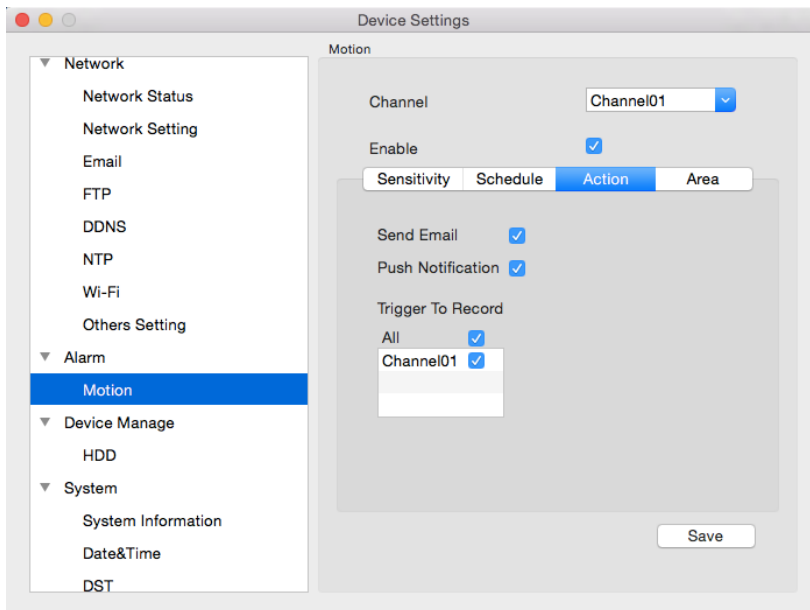 Device Settings
Network
Network Status
Network Setting
Email
FTP
DDNS
NTP
Wi-Fi
Others Setting
Alarm
Motion
Device Manage
HDD
System
System Information
Date&Time
DST
Motion
Channel Channel01
Enable
Sensitivity Schedule Action Area
Send Email
Push Notification
Trigger To Record
All
Channel01
Save